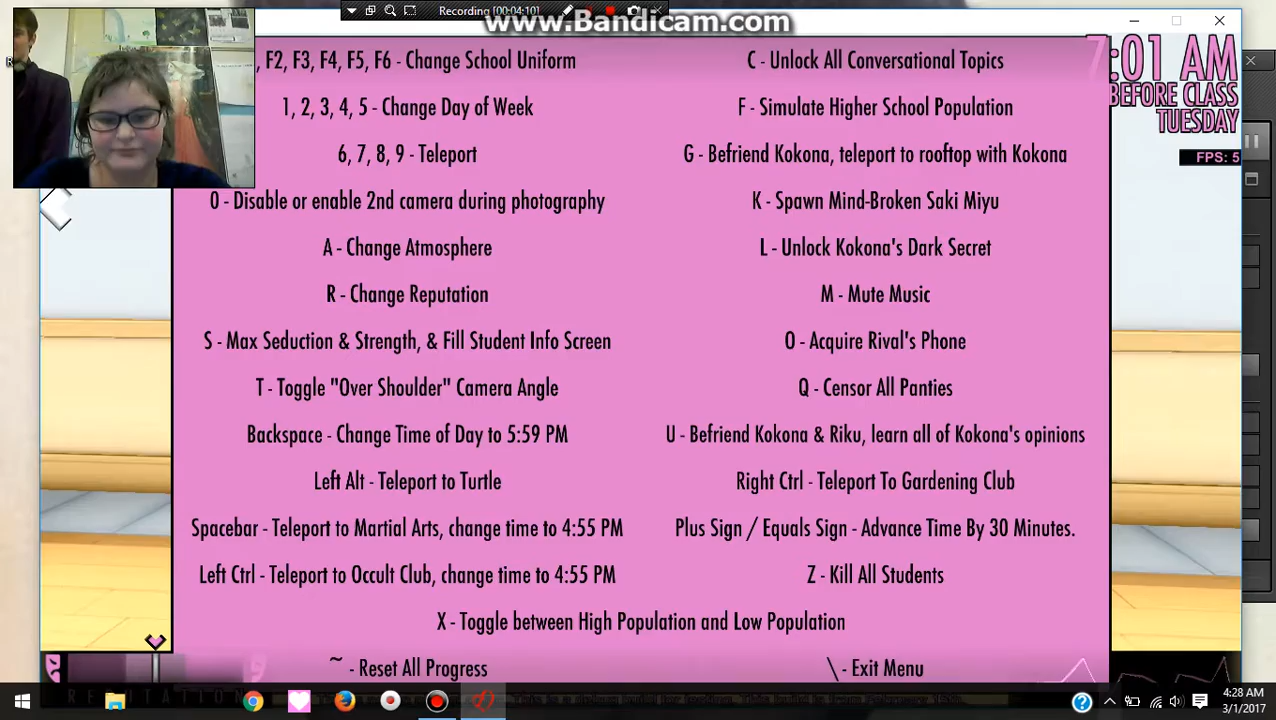 Recording [00:04:10]
www.Bandicam.com
7:01 AM
BEFORE CLASS
TUESDAY
FPS: 5
, F2, F3, F4, F5, F6 - Change School Uniform
C - Unlock All Conversational Topics
1, 2, 3, 4, 5 - Change Day of Week
F - Simulate Higher School Population
6, 7, 8, 9 - Teleport
G - Befriend Kokona, teleport to rooftop with Kokona
0 - Disable or enable 2nd camera during photography
K - Spawn Mind-Broken Saki Miyu
A - Change Atmosphere
L - Unlock Kokona's Dark Secret
R - Change Reputation
M - Mute Music
S - Max Seduction & Strength, & Fill Student Info Screen
O - Acquire Rival's Phone
T - Toggle "Over Shoulder" Camera Angle
Q - Censor All Panties
Backspace - Change Time of Day to 5:59 PM
U - Befriend Kokona & Riku, learn all of Kokona's opinions
Left Alt - Teleport to Turtle
Right Ctrl - Teleport To Gardening Club
Spacebar - Teleport to Martial Arts, change time to 4:55 PM
Plus Sign / Equals Sign - Advance Time By 30 Minutes.
Left Ctrl - Teleport to Occult Club, change time to 4:55 PM
Z - Kill All Students
X - Toggle between High Population and Low Population
~ - Reset All Progress
\ - Exit Menu
REPUTATION
4:28 AM
3/1/2017